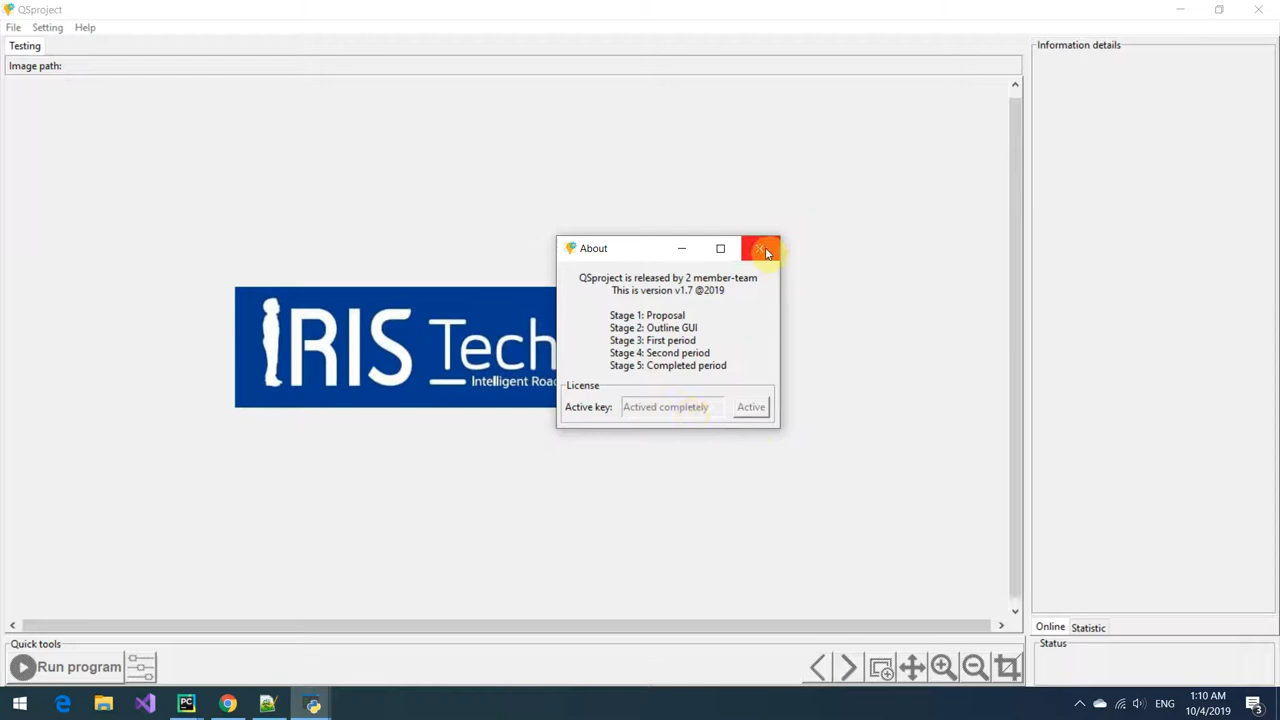 QSproject
File Setting Help
Testing
Image path:
Information details
About
QSproject is released by 2 member-team
This is version v1.7 @2019
Stage 1: Proposal
Stage 2: Outline GUI
Stage 3: First period
Stage 4: Second period
Stage 5: Completed period
License
Active key: Actived completely Active
IRIS Tech
Intelligent Roa
Online Statistic
Quick tools
Status
Run program
PC
ENG
1:10 AM
10/4/2019
3